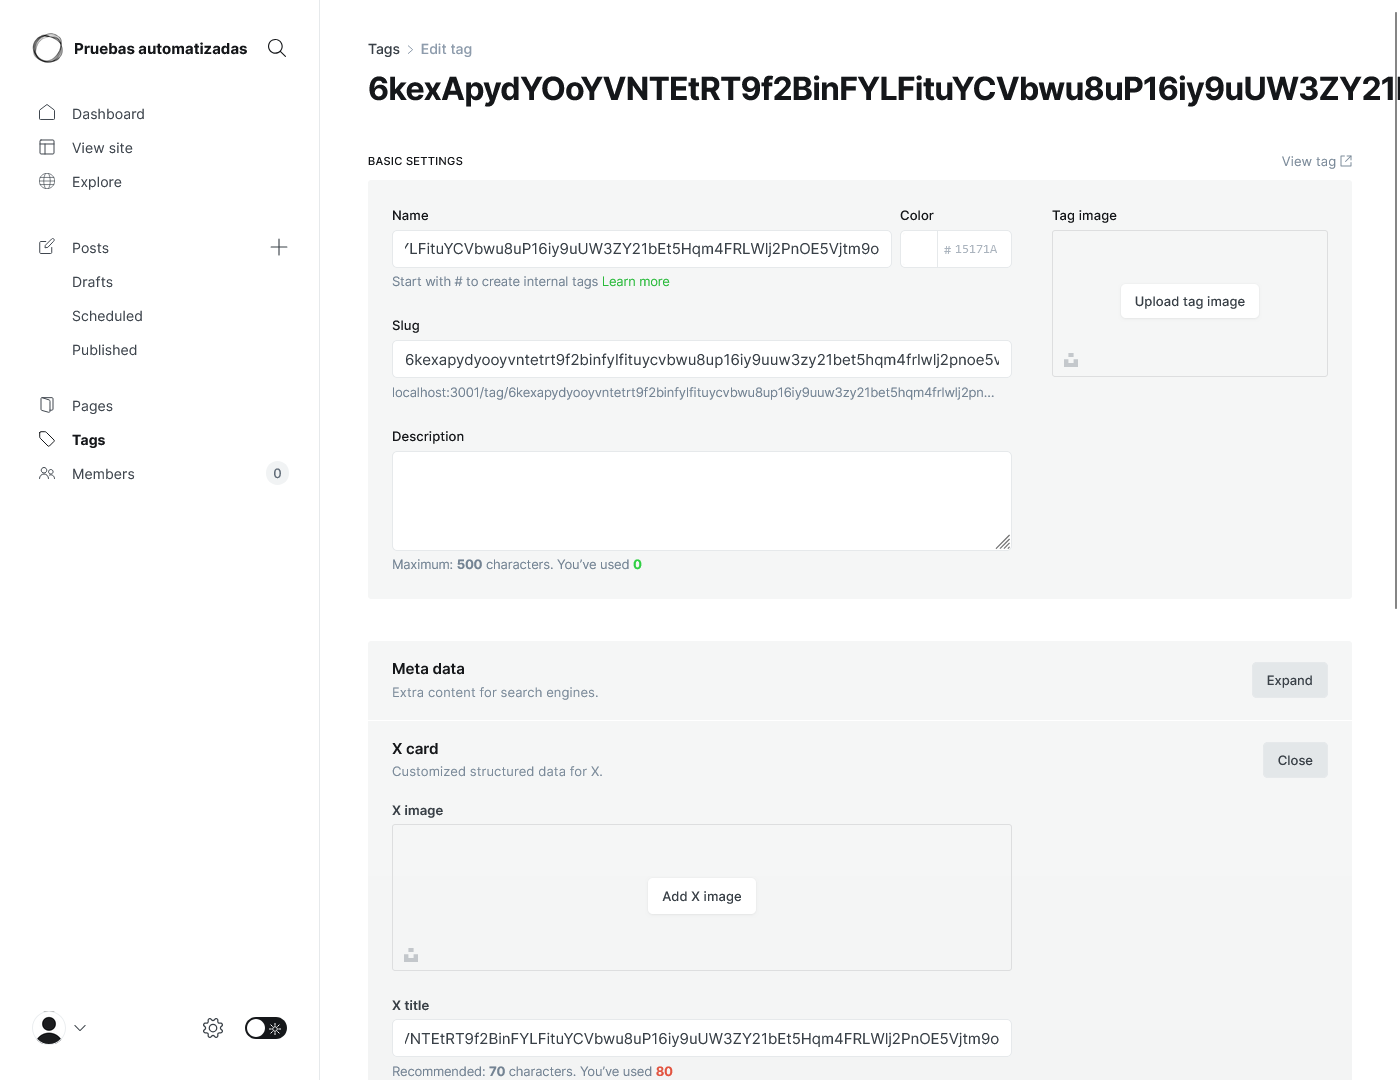 Pruebas automatizadas
Dashboard
View site
Explore
Posts
Drafts
Scheduled
Published
Pages
Tags
Members 0
Tags > Edit tag
6kexApydYOoYVNTEtRT9f2BinFYLFituYCVbwu8uP16iy9uUW3ZY21
BASIC SETTINGS
View tag
Name
YLFituYCVbwu8uP16iy9uUW3ZY21bEt5Hqm4FRLWlj2PnOE5Vjtm9o
Start with # to create internal tags Learn more
Color
# 15171A
Tag image
Upload tag image
Slug
6kexapydyooyvntetrt9f2binfylfituycvbwu8up16iy9uuw3zy21bet5hqm4frlwlj2pnoe5v
localhost:3001/tag/6kexapydyooyvntetrt9f2binfylfituycvbwu8up16iy9uuw3zy21bet5hqm4frlwlj2pn...
Description
Maximum: 500 characters. You’ve used 0
Meta data
Extra content for search engines.
Expand
X card
Customized structured data for X.
Close
X image
Add X image
X title
VNTEtRT9f2BinFYLFituYCVbwu8uP16iy9uUW3ZY21bEt5Hqm4FRLWlj2PnOE5Vjtm9o
Recommended: 70 characters. You’ve used 80